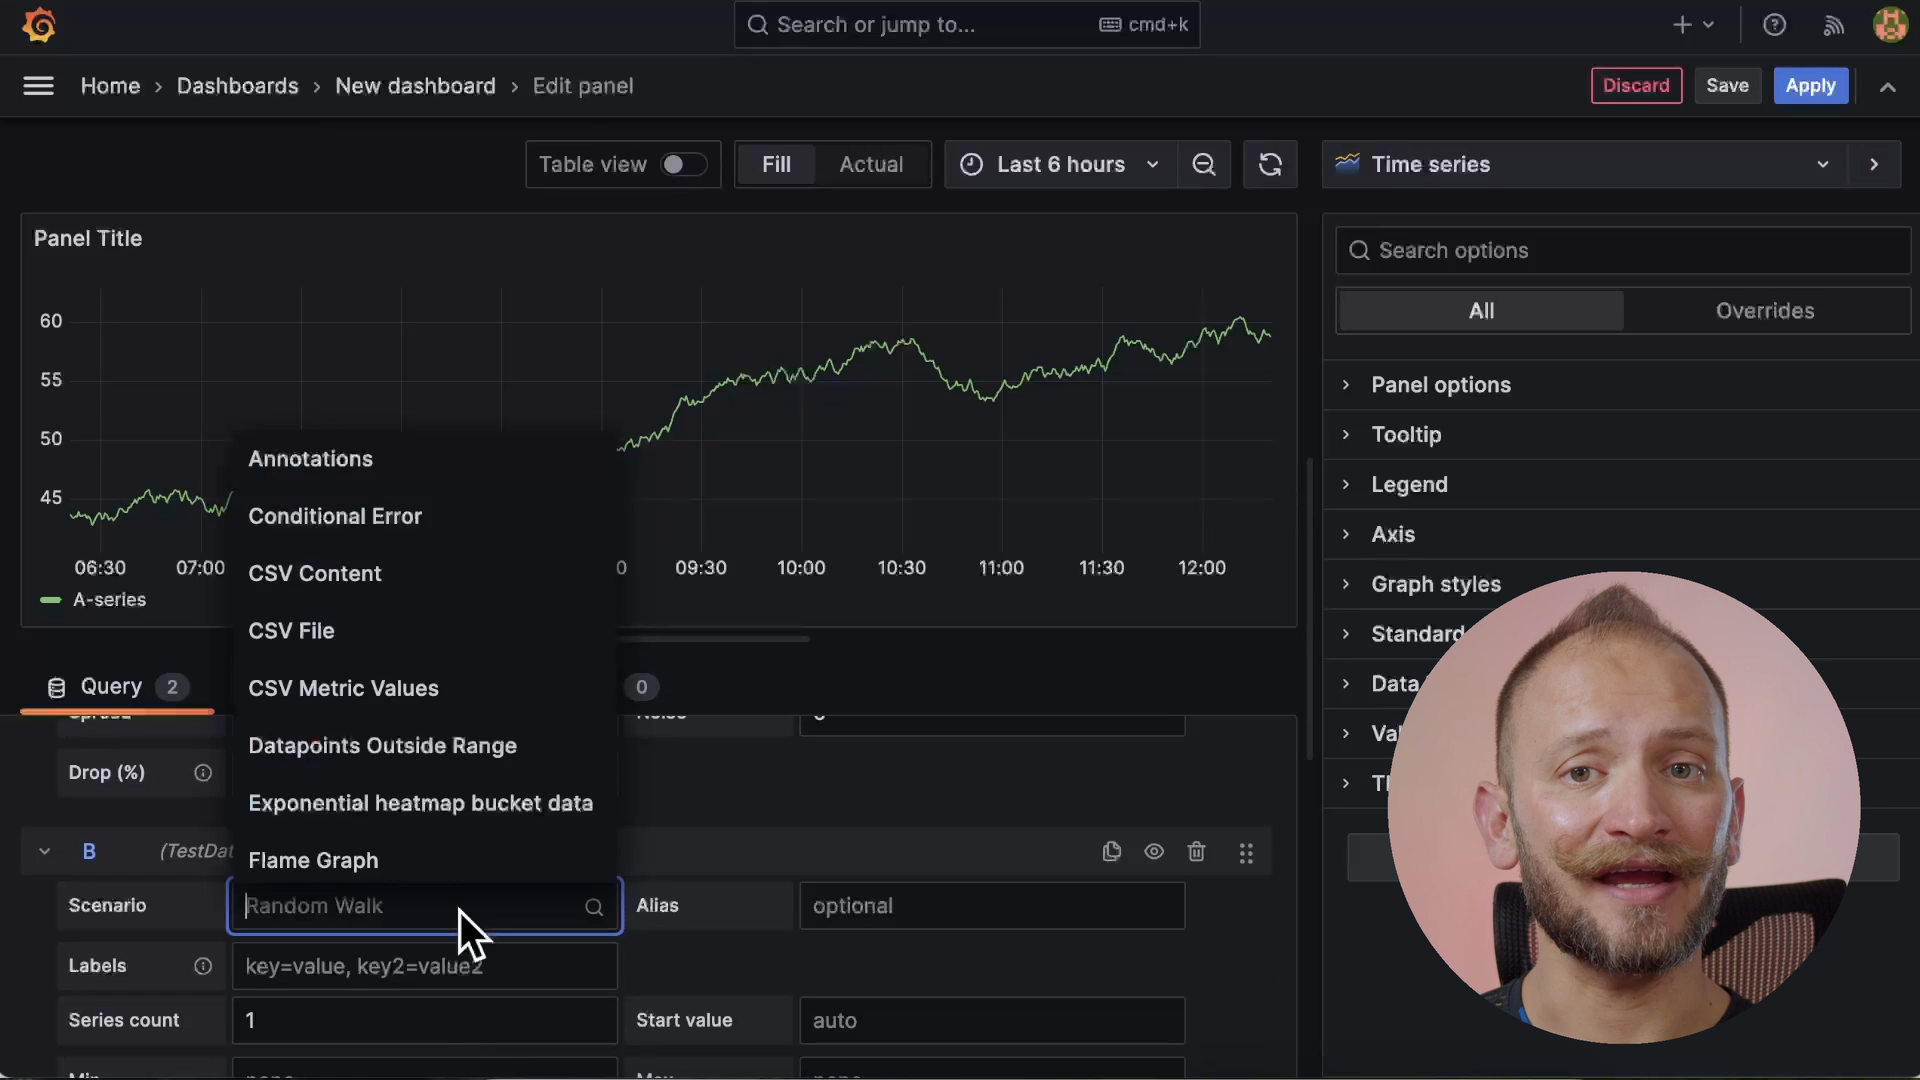 Search or jump to...
cmd+k
Home › Dashboards › New dashboard › Edit panel
Discard
Save
Apply
Table view
Fill
Actual
Last 6 hours
Time series
Panel Title
Search options
All
Overrides
60
55
50
45
06:30
07:00
0
09:30
10:00
10:30
11:00
11:30
12:00
A-series
Panel options
Tooltip
Legend
Axis
Graph styles
Standard
Data
Annotations
Conditional Error
CSV Content
CSV File
CSV Metric Values
Datapoints Outside Range
Exponential heatmap bucket data
Flame Graph
Query 2
0
Drop (%)
B
(TestDat
Scenario
Random Walk
Alias
optional
Labels
key=value, key2=value2
Series count
1
Start value
auto